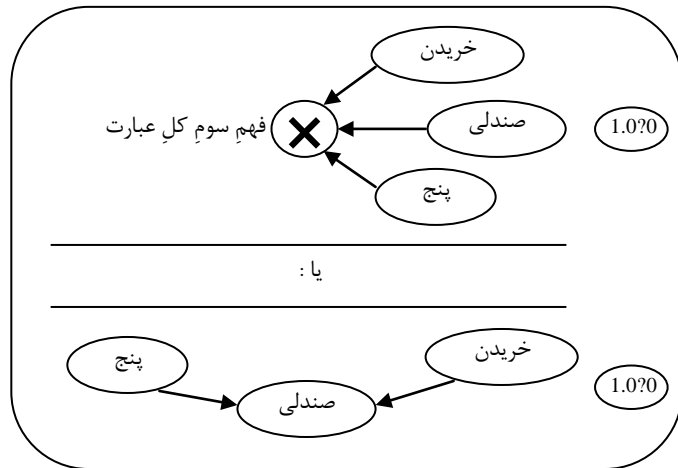 خریدن
صندلی
1.0?0
فهمِ سومِ کلِ عبارت
پنج
یا :
خریدن
پنج
1.0?0
صندلی